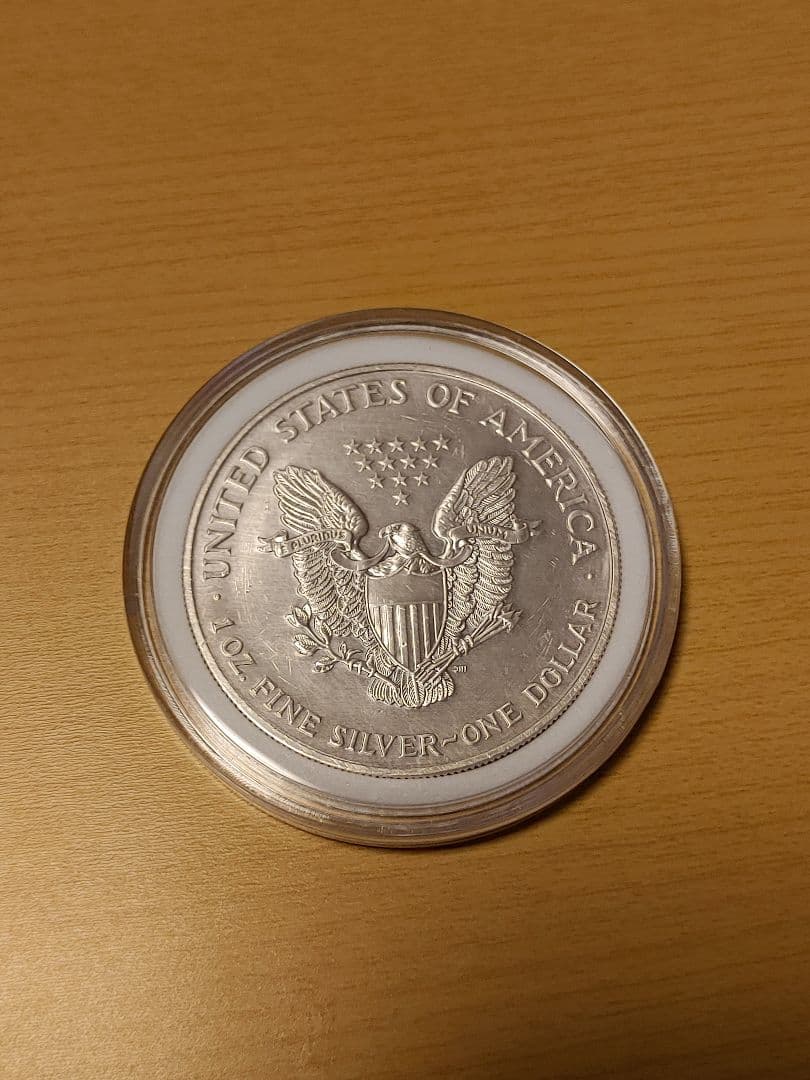 UNITED STATES OF AMERICA
E PLURIBUS UNUM
· 1 OZ. FINE SILVER~ONE DOLLAR ·